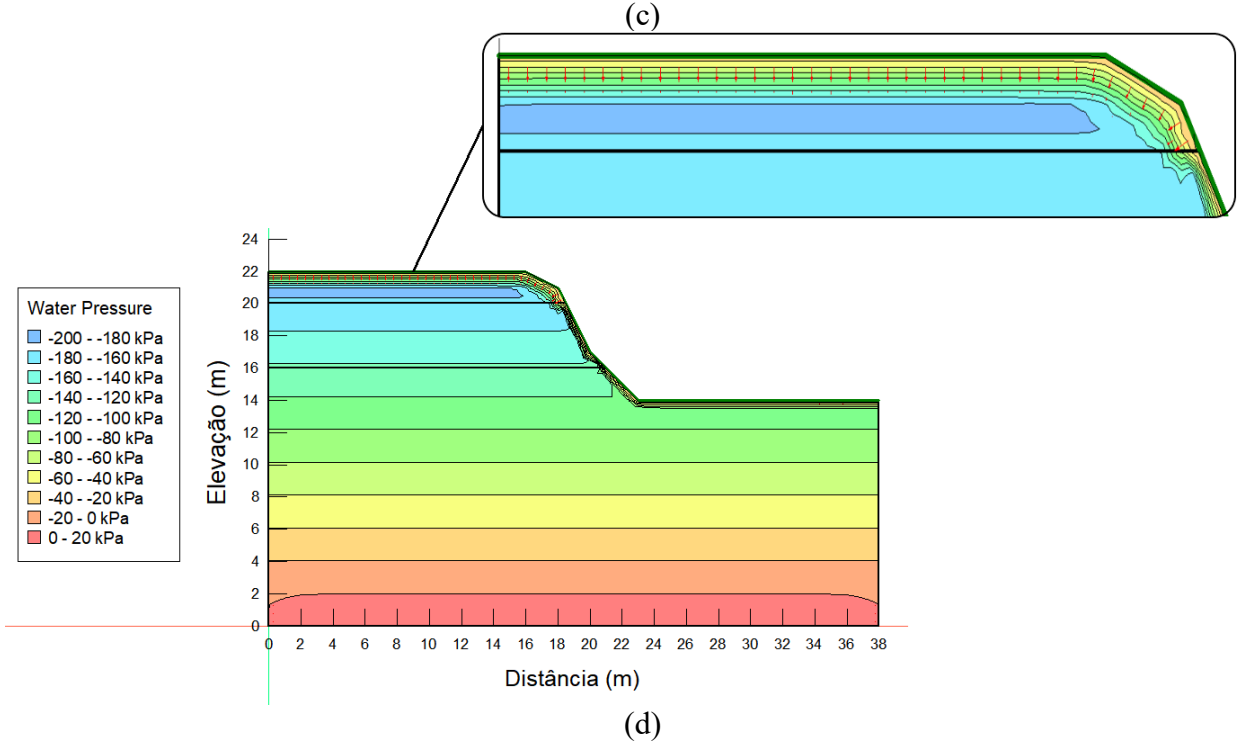 (c)
24
22
20
18
16
14
12
10
8
6
4
2
0
Elevação (m)
Water Pressure
-200 - -180 kPa
-180 - -160 kPa
-160 - -140 kPa
-140 - -120 kPa
-120 - -100 kPa
-100 - -80 kPa
-80 - -60 kPa
-60 - -40 kPa
-40 - -20 kPa
-20 - 0 kPa
0 - 20 kPa
0 2 4 6 8 10 12 14 16 18 20 22 24 26 28 30 32 34 36 38
Distância (m)
(d)